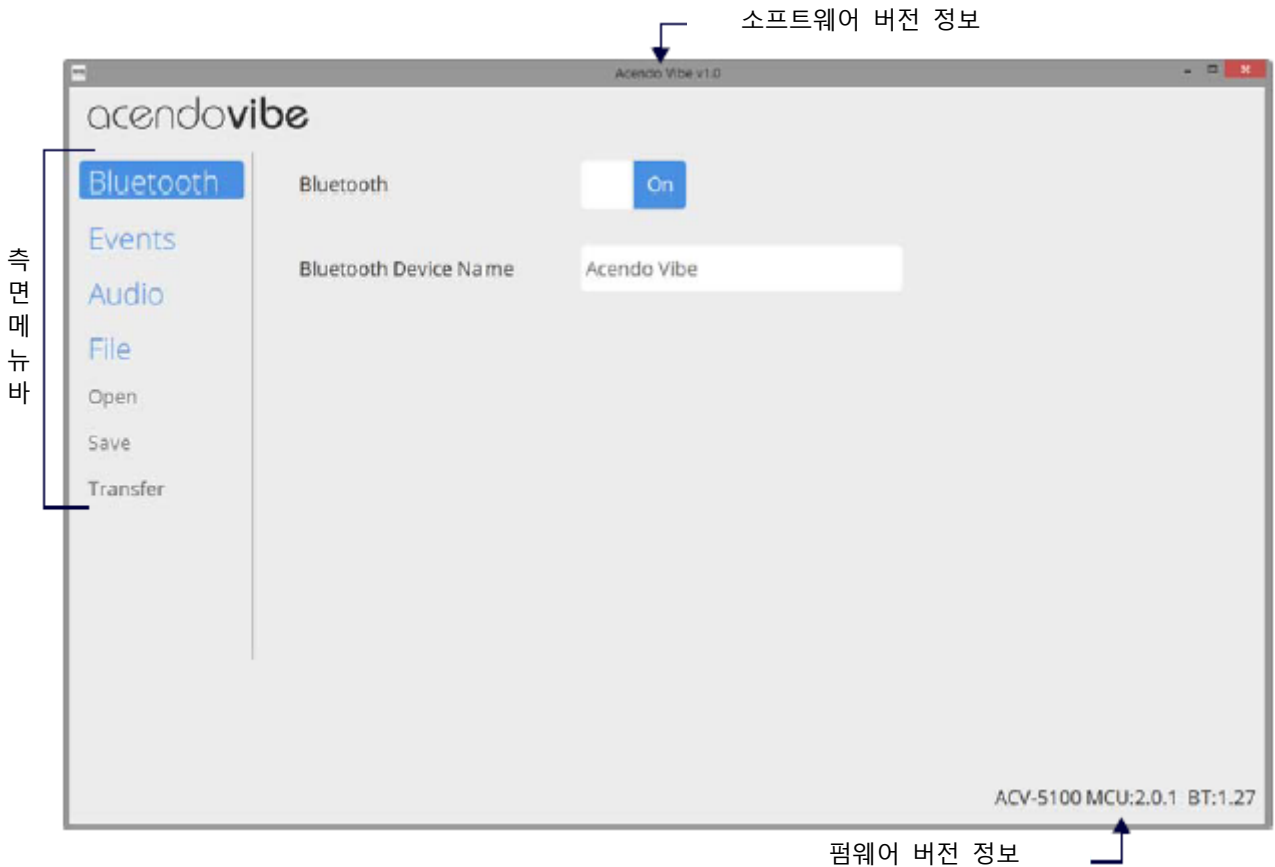 소프트웨어 버전 정보
Acendo Vibe v1.0
acendovibe
측면메뉴바
Bluetooth
Events
Audio
File
Open
Save
Transfer
Bluetooth
On
Bluetooth Device Name
Acendo Vibe
ACV-5100 MCU:2.0.1 BT:1.27
펌웨어 버전 정보